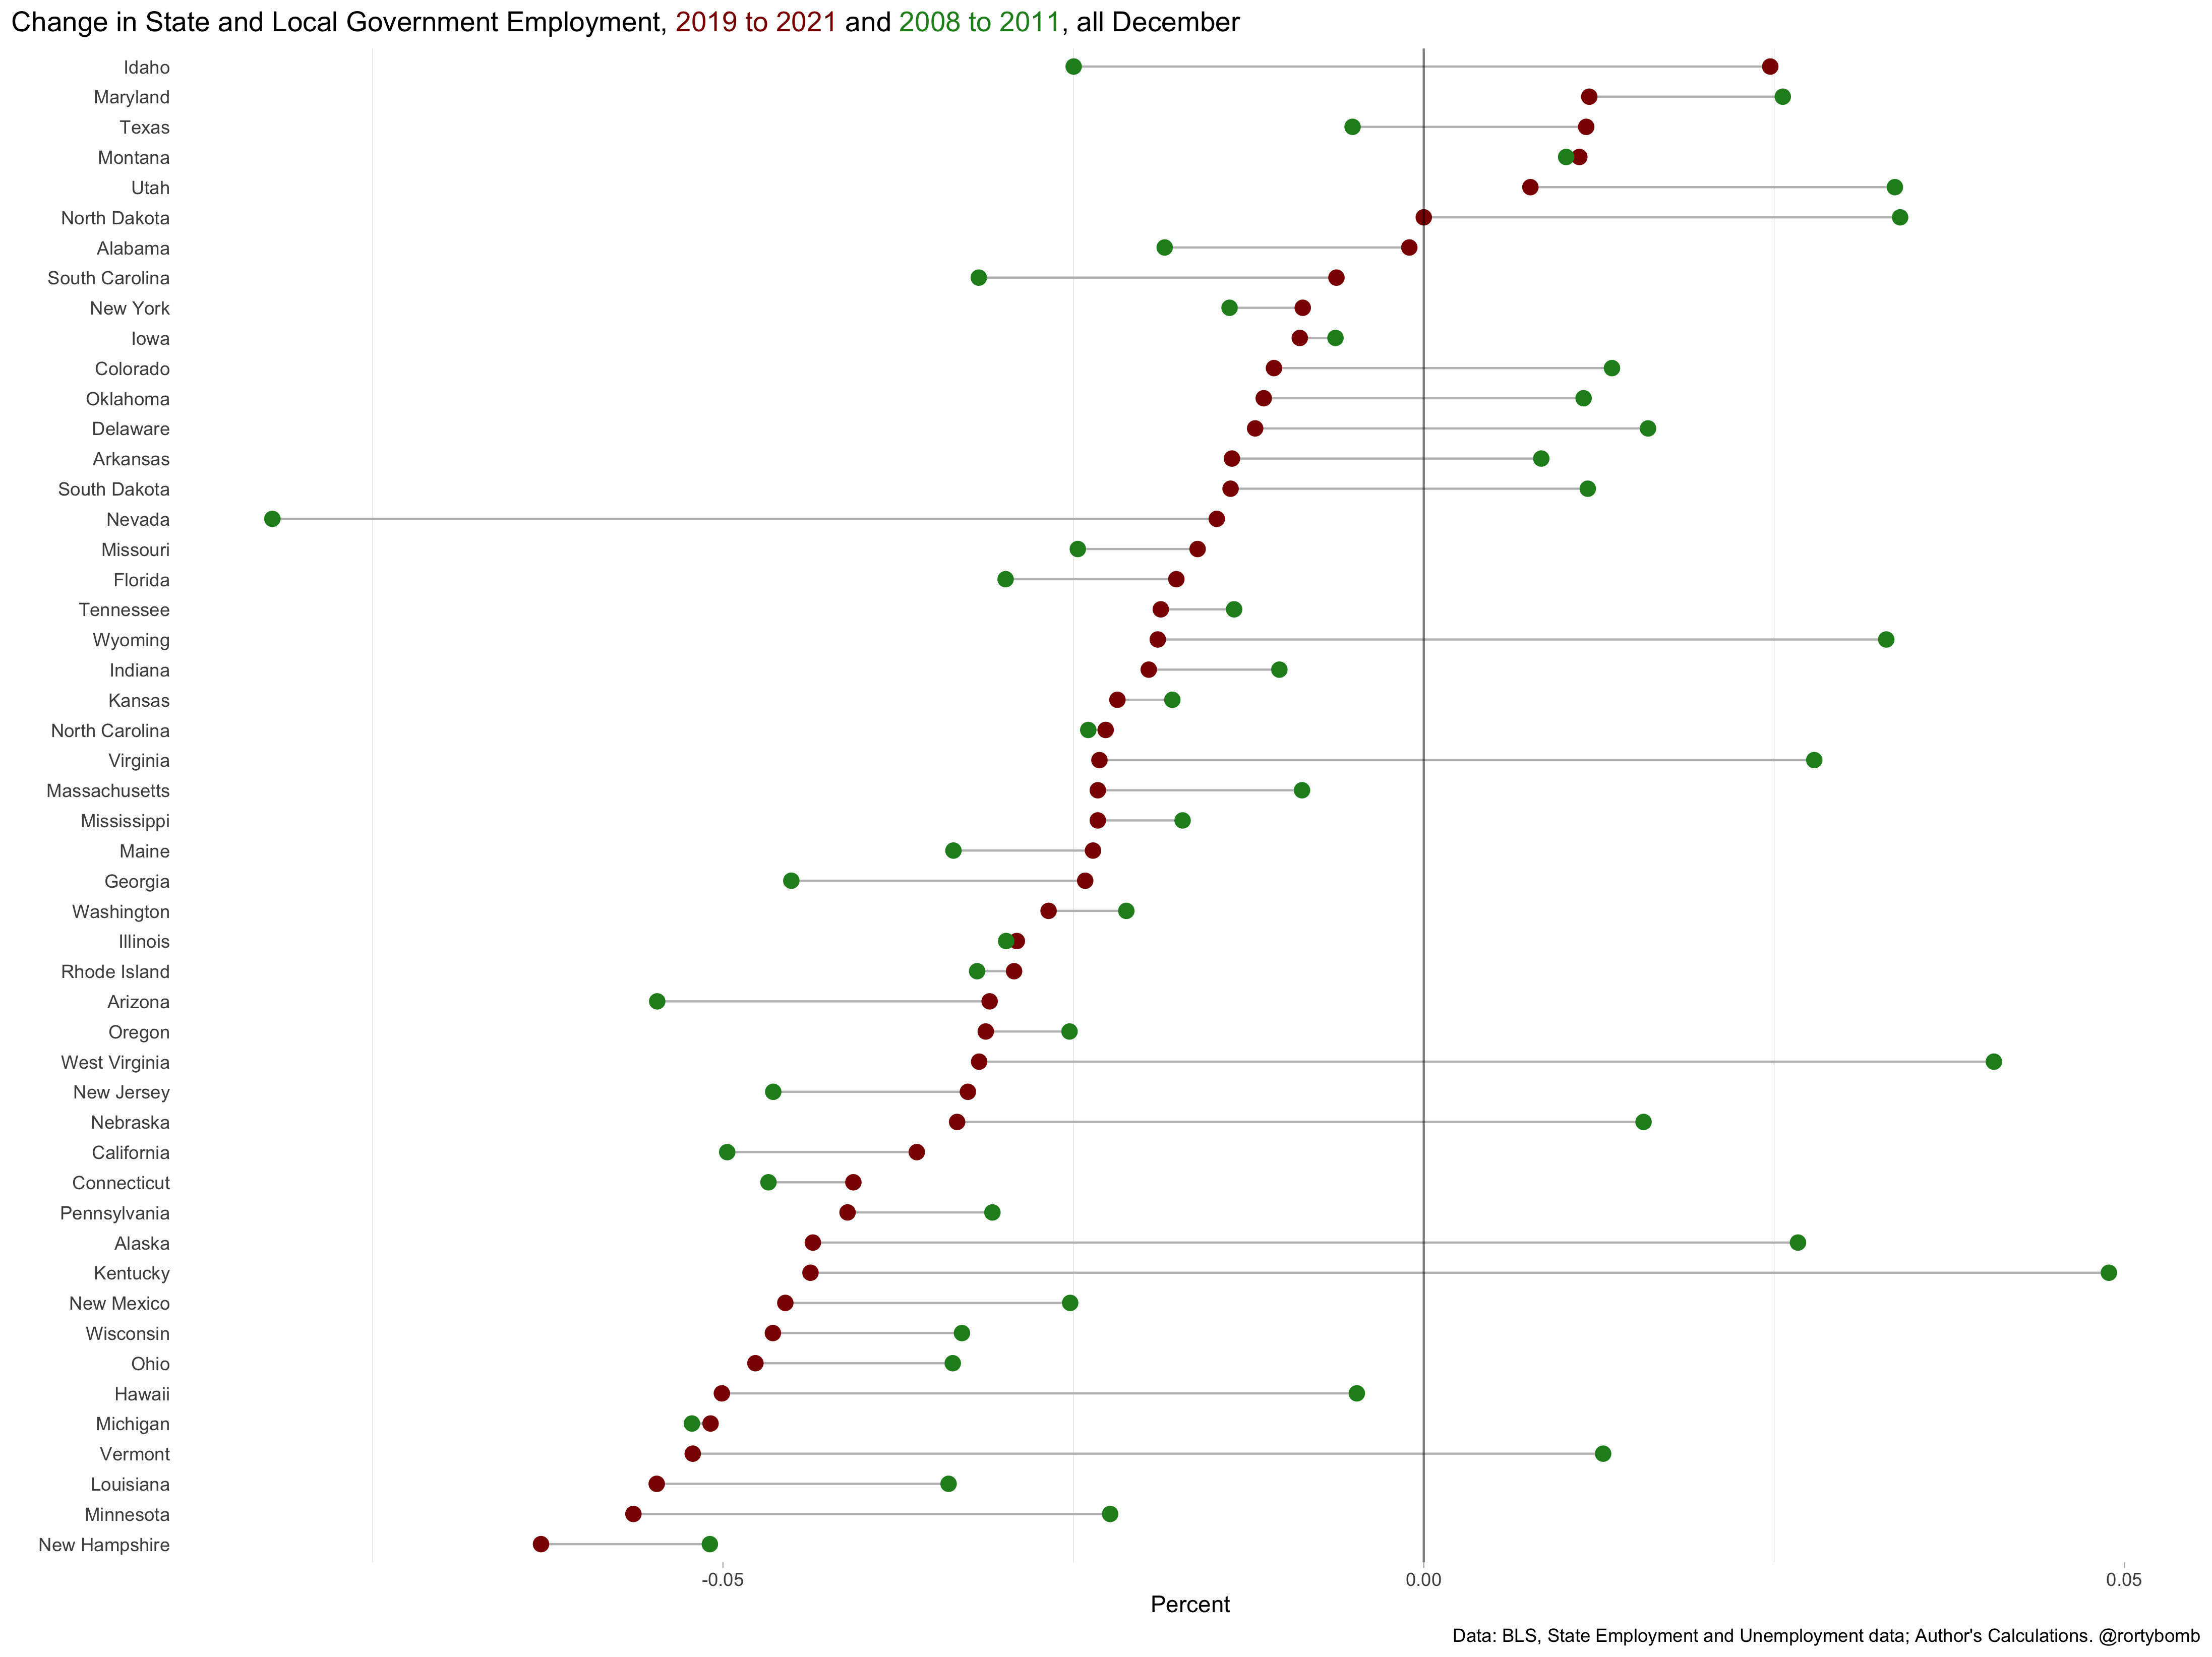 Change in State and Local Government Employment, 2019 to 2021 and 2008 to 2011, all December
Idaho
Maryland
Texas
Montana
Utah
North Dakota
Alabama
South Carolina
New York
Iowa
Colorado
Oklahoma
Delaware
Arkansas
South Dakota
Nevada
Missouri
Florida
Tennessee
Wyoming
Indiana
Kansas
North Carolina
Virginia
Massachusetts
Mississippi
Maine
Georgia
Washington
Illinois
Rhode Island
Arizona
Oregon
West Virginia
New Jersey
Nebraska
California
Connecticut
Pennsylvania
Alaska
Kentucky
New Mexico
Wisconsin
Ohio
Hawaii
Michigan
Vermont
Louisiana
Minnesota
New Hampshire
-0.05 0.00 0.05
Percent
Data: BLS, State Employment and Unemployment data; Author's Calculations. @rortybomb